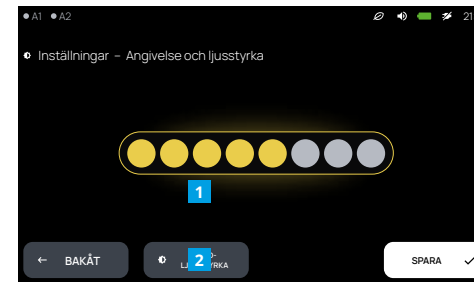 A1 A2 21
Inställningar – Angivelse och ljusstyrka
1
← BAKÅT
2
SPARA